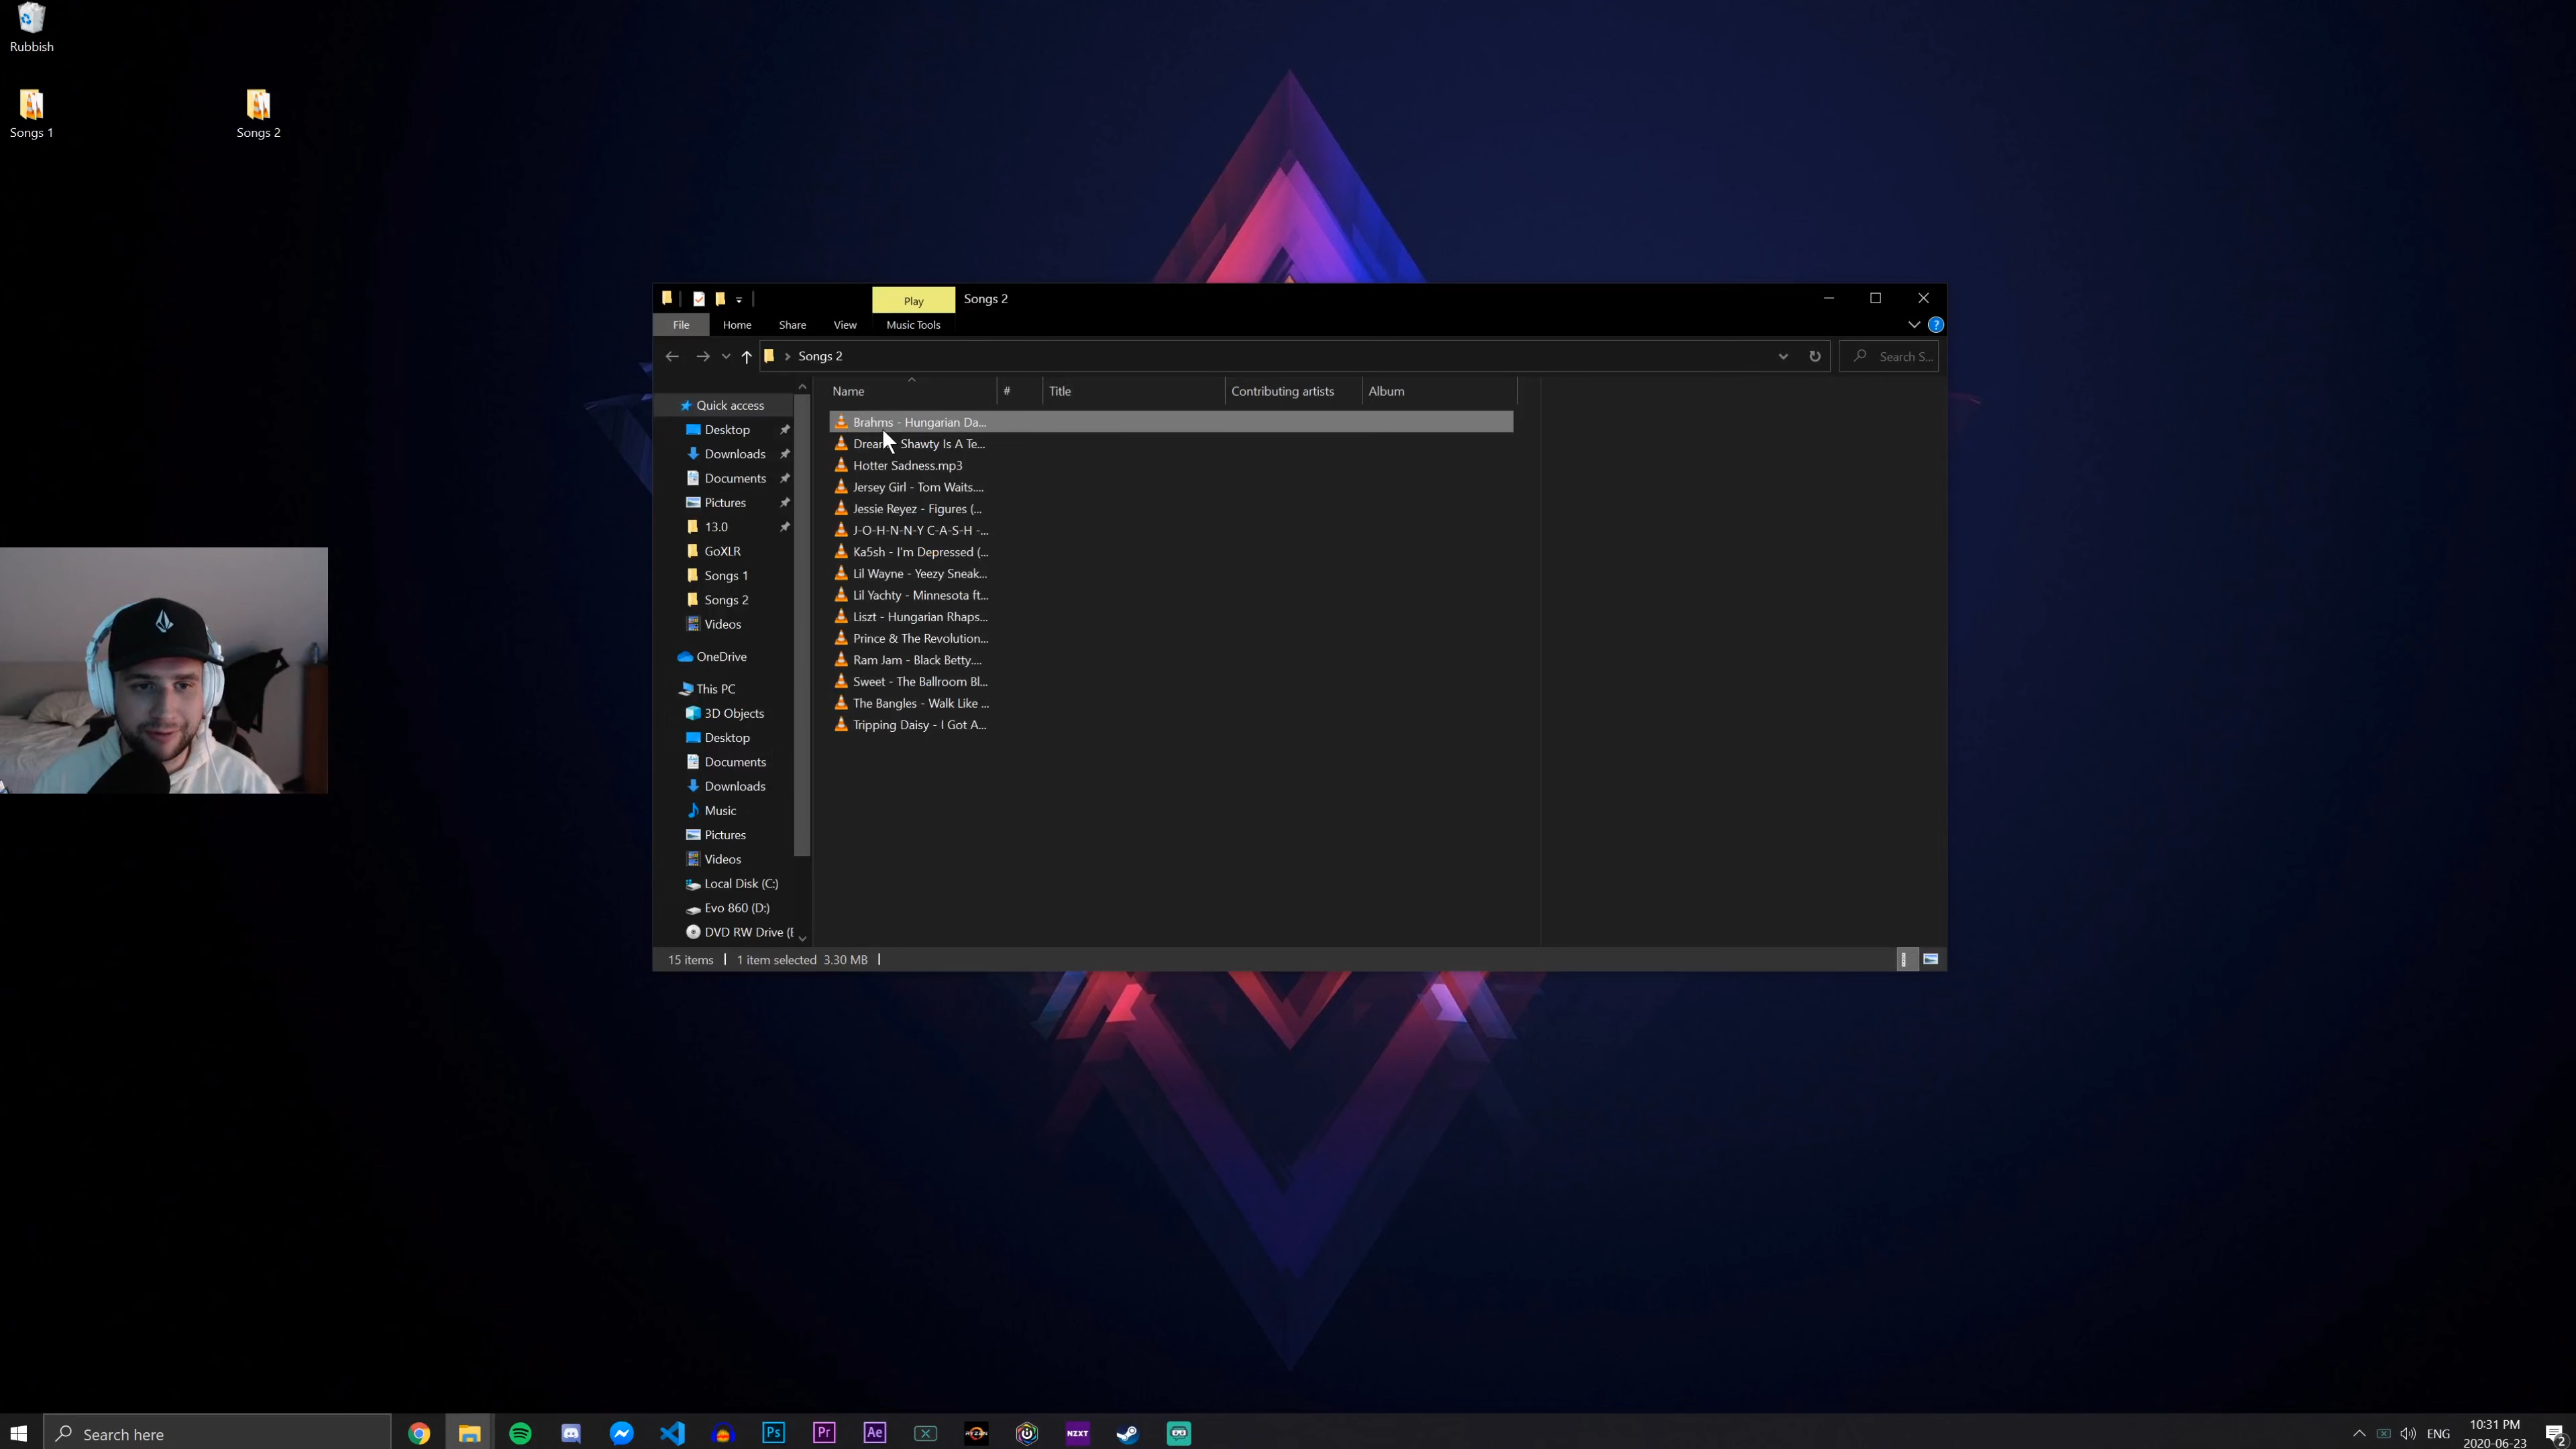 Rubbish
Songs 1
Songs 2
Play
Songs 2
File
Home
Share
View
Music Tools
Songs 2
Search S...
Name
#
Title
Contributing artists
Album
Quick access
Desktop
Downloads
Documents
Pictures
13.0
GoXLR
Songs 1
Songs 2
Videos
OneDrive
This PC
3D Objects
Desktop
Documents
Downloads
Music
Pictures
Videos
Local Disk (C:)
Evo 860 (D:)
DVD RW Drive (E
Brahms - Hungarian Da...
Shawty Is A Te...
Hotter Sadness.mp3
Jersey Girl - Tom Waits....
Jessie Reyez - Figures (...
J-O-H-N-N-Y C-A-S-H -...
Ka5sh - I'm Depressed (...
Lil Wayne - Yeezy Sneak...
Lil Yachty - Minnesota ft...
Liszt - Hungarian Rhaps...
Prince & The Revolution...
Ram Jam - Black Betty....
Sweet - The Ballroom Bl...
The Bangles - Walk Like ...
Tripping Daisy - I Got A...
15 items
1 item selected 3.30 MB
Search here
Ps
Pr
Ae
RYZEN
NZXT
ENG
10:31 PM
2020-06-23
2